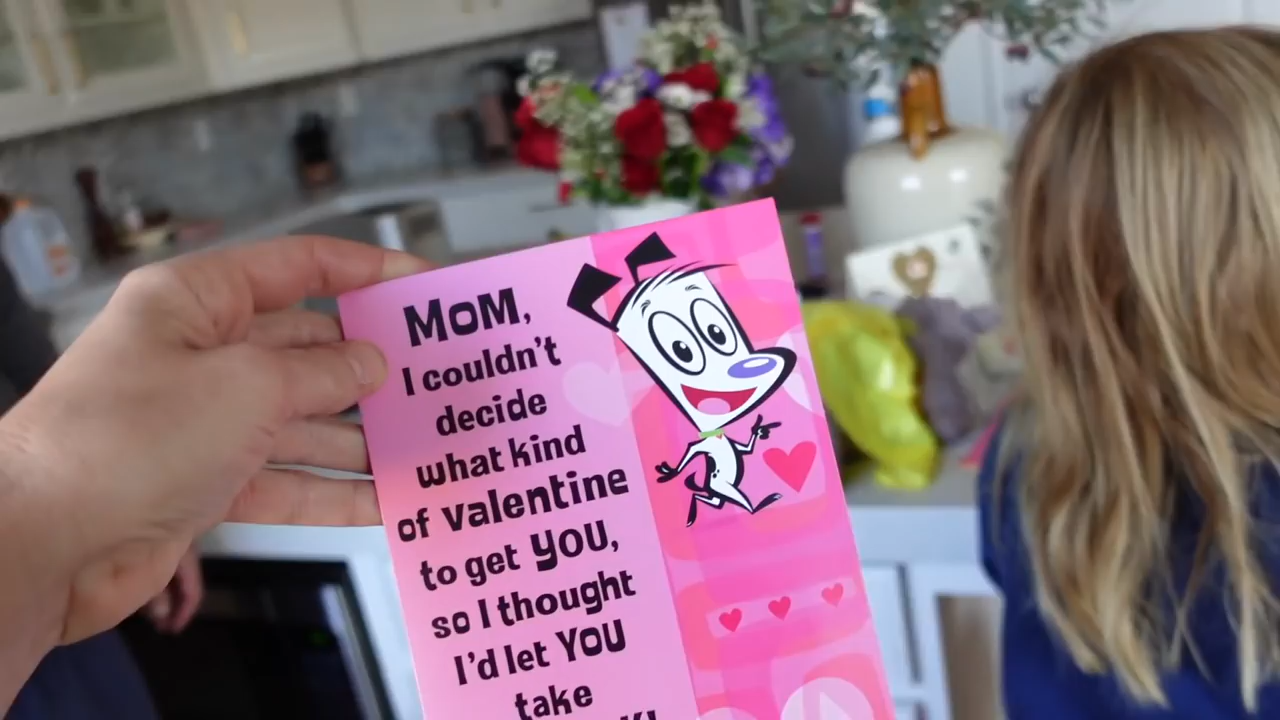 MOM,
I couldn't
decide
what kind
of valentine
to get YOU,
so I thought
I'd let YOU
take